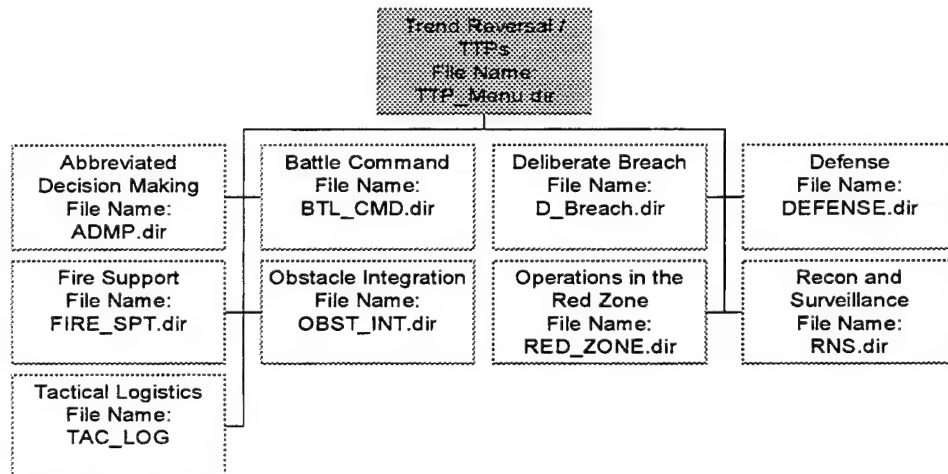 Trend Reversal /
TTPs
File Name
TTP_Menu.dir
Abbreviated
Decision Making
File Name:
ADMP.dir
Battle Command
File Name:
BTL_CMD.dir
Deliberate Breach
File Name:
D_Breach.dir
Defense
File Name:
DEFENSE.dir
Fire Support
File Name:
FIRE_SPT.dir
Obstacle Integration
File Name:
OBST_INT.dir
Operations in the
Red Zone
File Name:
RED_ZONE.dir
Recon and
Surveillance
File Name:
RNS.dir
Tactical Logistics
File Name:
TAC_LOG